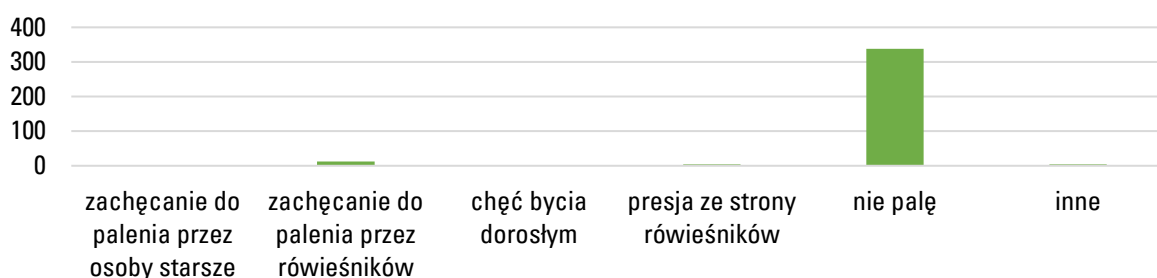 400
300
200
100
0
zachęcanie do
palenia przez
osoby starsze
zachęcanie do
palenia przez
rówieśników
chęć bycia
dorosłym
presja ze strony
rówieśników
nie palę
inne